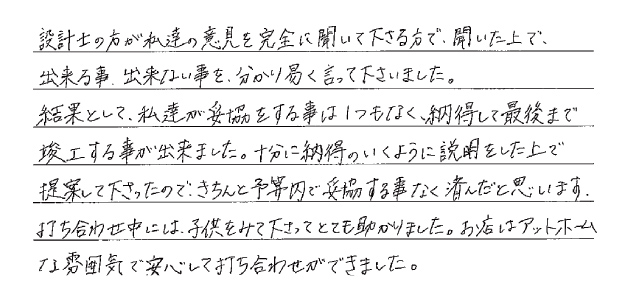 設計士の方が私達の意見を完全に聞いて下さる方で、聞いた上で、
出来る事、出来ない事を、分かり易く言って下さいました。
結果として、私達が妥協をする事は1つもなく、納得して最後まで
竣工する事が出来ました。十分に納得のいくように説明をした上で
提案して下さったので、きちんと予算内で妥協する事なく済んだと思います。
打ち合わせ中には、子供をみて下さってとても助かりました。お店はアットホーム
な雰囲気で安心して打ち合わせができました。